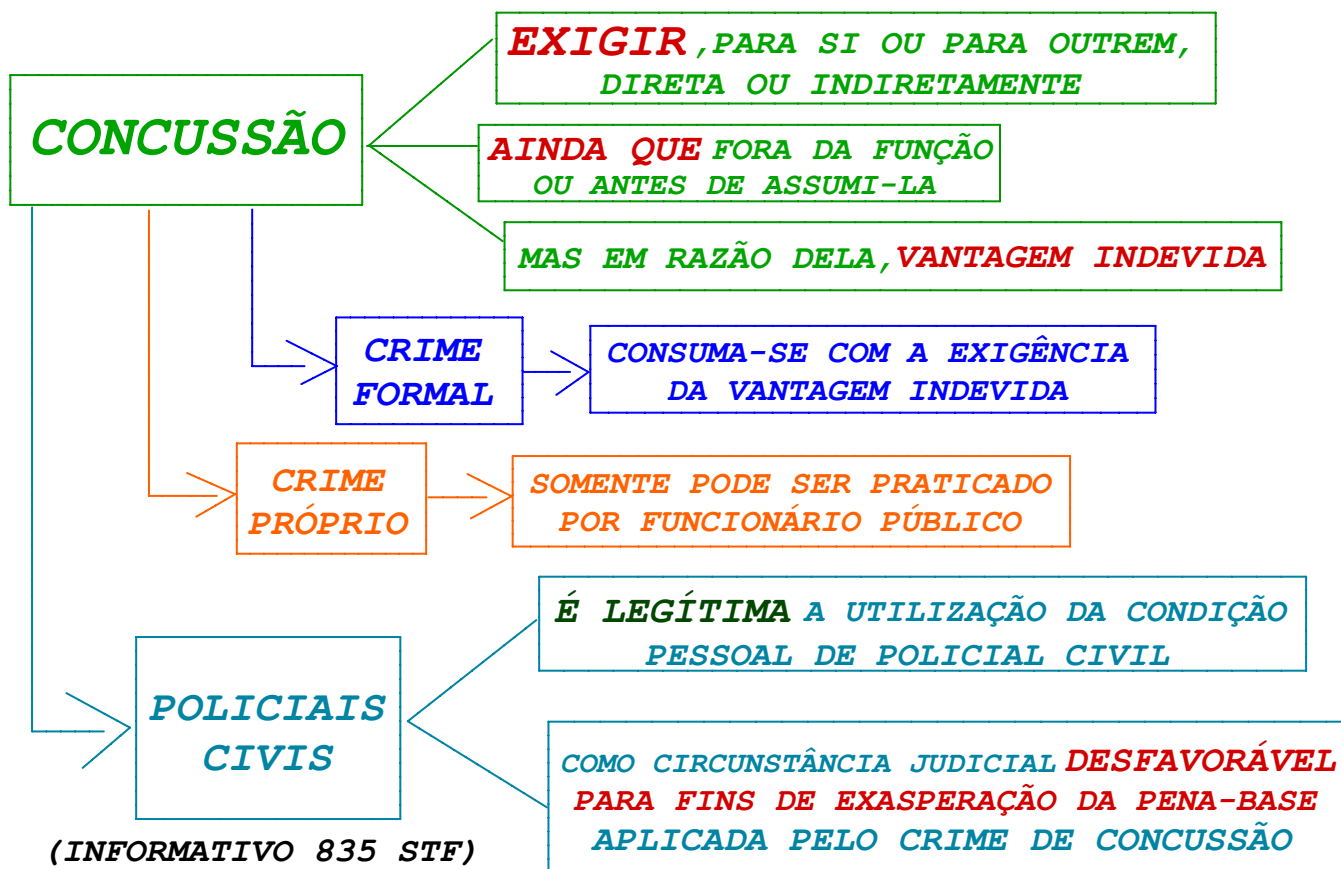 EXIGIR, PARA SI OU PARA OUTREM,
DIRETA OU INDIRETAMENTE
CONCUSSÃO
AINDA QUE FORA DA FUNÇÃO
OU ANTES DE ASSUMI-LA
MAS EM RAZÃO DELA, VANTAGEM INDEVIDA
CRIME
FORMAL
CONSUMA-SE COM A EXIGÊNCIA
DA VANTAGEM INDEVIDA
CRIME
PRÓPRIO
SOMENTE PODE SER PRATICADO
POR FUNCIONÁRIO PÚBLICO
POLICIAIS
CIVIS
É LEGÍTIMA A UTILIZAÇÃO DA CONDIÇÃO
PESSOAL DE POLICIAL CIVIL
COMO CIRCUNSTÂNCIA JUDICIAL DESFAVORÁVEL
PARA FINS DE EXASPERAÇÃO DA PENA-BASE
APLICADA PELO CRIME DE CONCUSSÃO
(INFORMATIVO 835 STF)